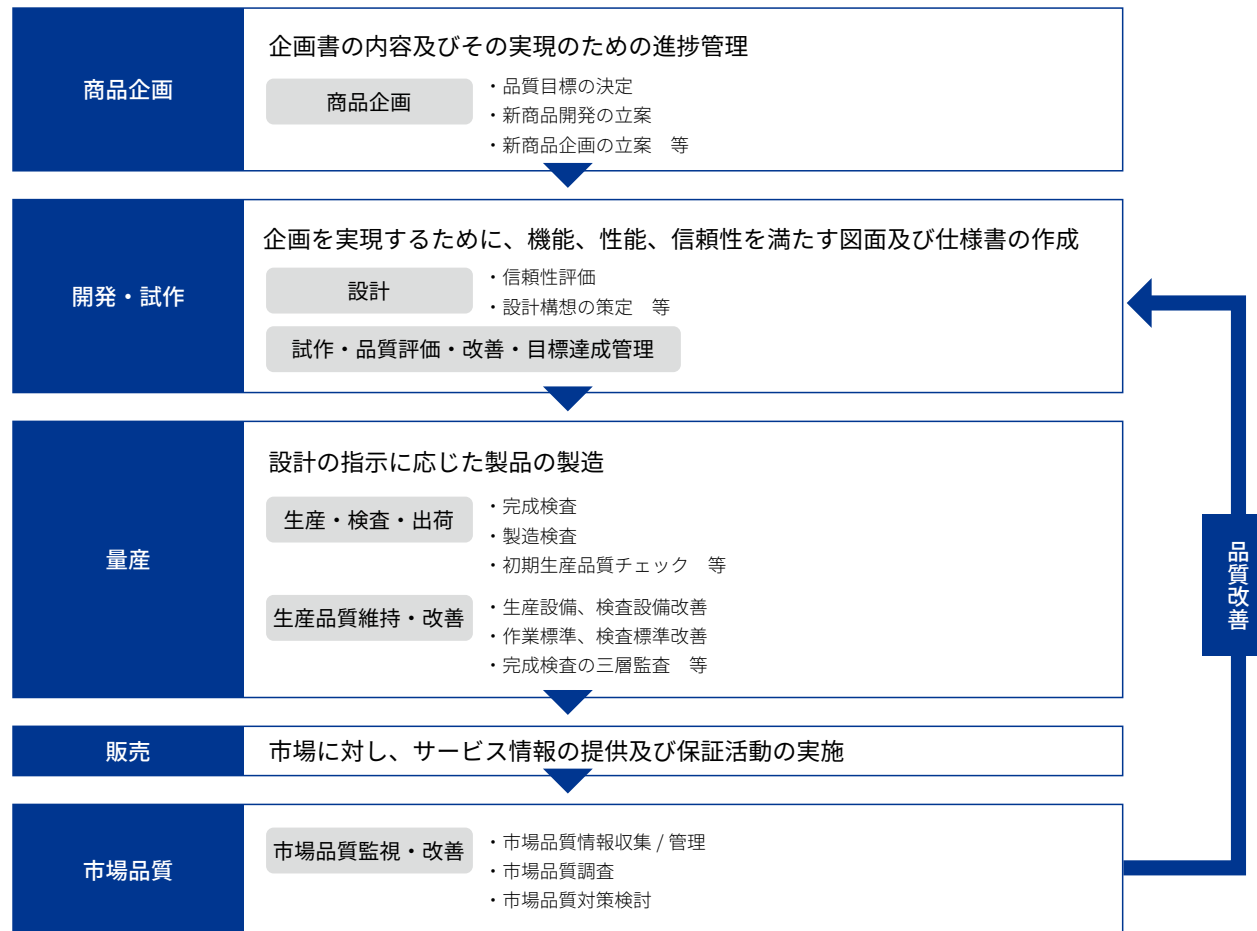 商品企画
企画書の内容及びその実現のための進捗管理
商品企画
・品質目標の決定
・新商品開発の立案
・新商品企画の立案　等
開発・試作
企画を実現するために、機能、性能、信頼性を満たす図面及び仕様書の作成
設計
・信頼性評価
・設計構想の策定　等
試作・品質評価・改善・目標達成管理
量産
設計の指示に応じた製品の製造
生産・検査・出荷
・完成検査
・製造検査
・初期生産品質チェック　等
生産品質維持・改善
・生産設備、検査設備改善
・作業標準、検査標準改善
・完成検査の三層監査　等
販売
市場に対し、サービス情報の提供及び保証活動の実施
市場品質
市場品質監視・改善
・市場品質情報収集 / 管理
・市場品質調査
・市場品質対策検討
品質改善